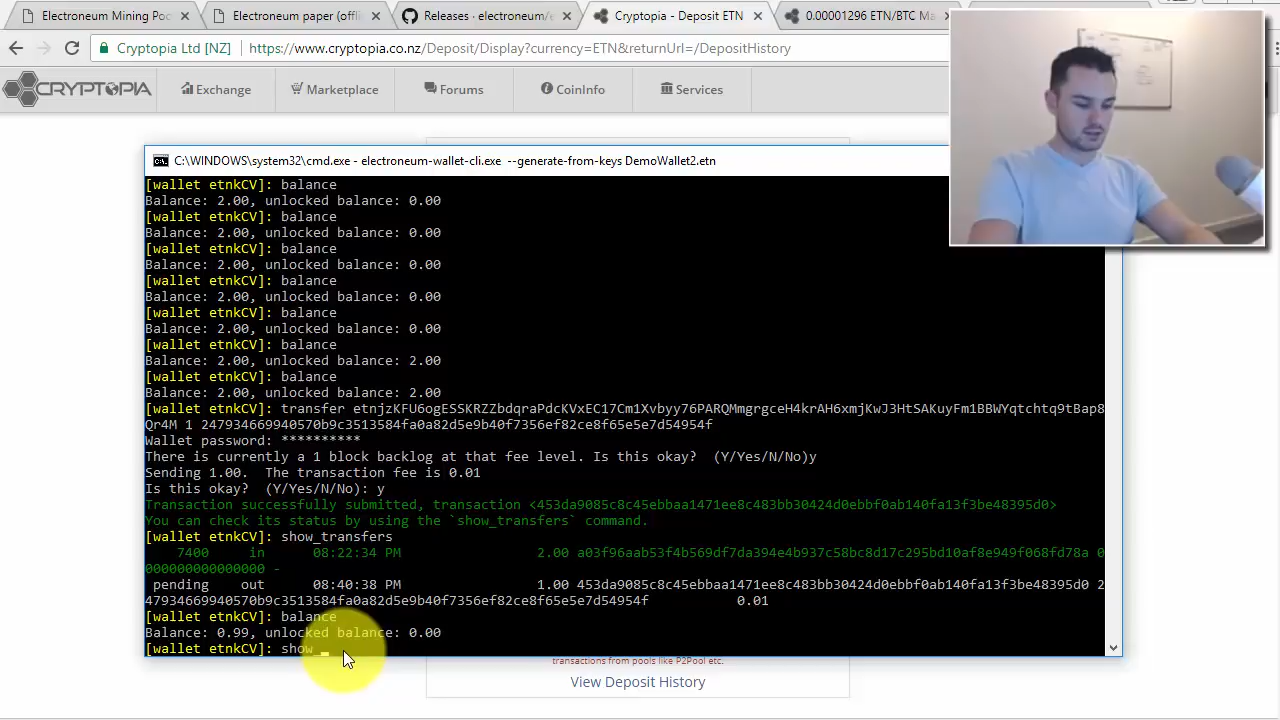 Electroneum Mining Po
Electroneum paper (offli
Releases · electroneum/e
Cryptopia - Deposit ETN
0.00001296 ETN/BTC Ma
Cryptopia Ltd [NZ]
https://www.cryptopia.co.nz/Deposit/Display?currency=ETN&returnUrl=/DepositHistory
CRYPTOPIA
Exchange
Marketplace
Forums
CoinInfo
Services
C:\WINDOWS\system32\cmd.exe - electroneum-wallet-cli.exe --generate-from-keys DemoWallet2.etn
[wallet etnkCV]: balance
Balance: 2.00, unlocked balance: 0.00
[wallet etnkCV]: balance
Balance: 2.00, unlocked balance: 0.00
[wallet etnkCV]: balance
Balance: 2.00, unlocked balance: 0.00
[wallet etnkCV]: balance
Balance: 2.00, unlocked balance: 0.00
[wallet etnkCV]: balance
Balance: 2.00, unlocked balance: 0.00
[wallet etnkCV]: balance
Balance: 2.00, unlocked balance: 2.00
[wallet etnkCV]: balance
Balance: 2.00, unlocked balance: 2.00
[wallet etnkCV]: transfer etnjzKFU6ogESSKRZZbdqraPdcKVxEC17Cm1Xvbyy76PARQMmgrgceH4krAH6xmjKwJ3HtSAKuyFm1BBWYqtchtq9tBap8
Qr4M 1 247934669940570b9c3513584fa0a82d5e9b40f7356ef82ce8f65e5e7d54954f
Wallet password: **********
There is currently a 1 block backlog at that fee level. Is this okay? (Y/Yes/N/No)y
Sending 1.00. The transaction fee is 0.01
Is this okay? (Y/Yes/N/No): y
Transaction successfully submitted, transaction <453da9085c8c45ebbaa1471ee8c483bb30424d0ebbf0ab140fa13f3be48395d0>
You can check its status by using the `show_transfers` command.
[wallet etnkCV]: show_transfers
7400 in 08:22:34 PM 2.00 a03f96aab53f4b569df7da394e4b937c58bc8d17c295bd10af8e949f068fd78a 0
000000000000000 -
pending out 08:40:38 PM 1.00 453da9085c8c45ebbaa1471ee8c483bb30424d0ebbf0ab140fa13f3be48395d0 2
47934669940570b9c3513584fa0a82d5e9b40f7356ef82ce8f65e5e7d54954f 0.01
[wallet etnkCV]: balance
Balance: 0.99, unlocked balance: 0.00
[wallet etnkCV]: show_
transactions from pools like P2Pool etc.
View Deposit History